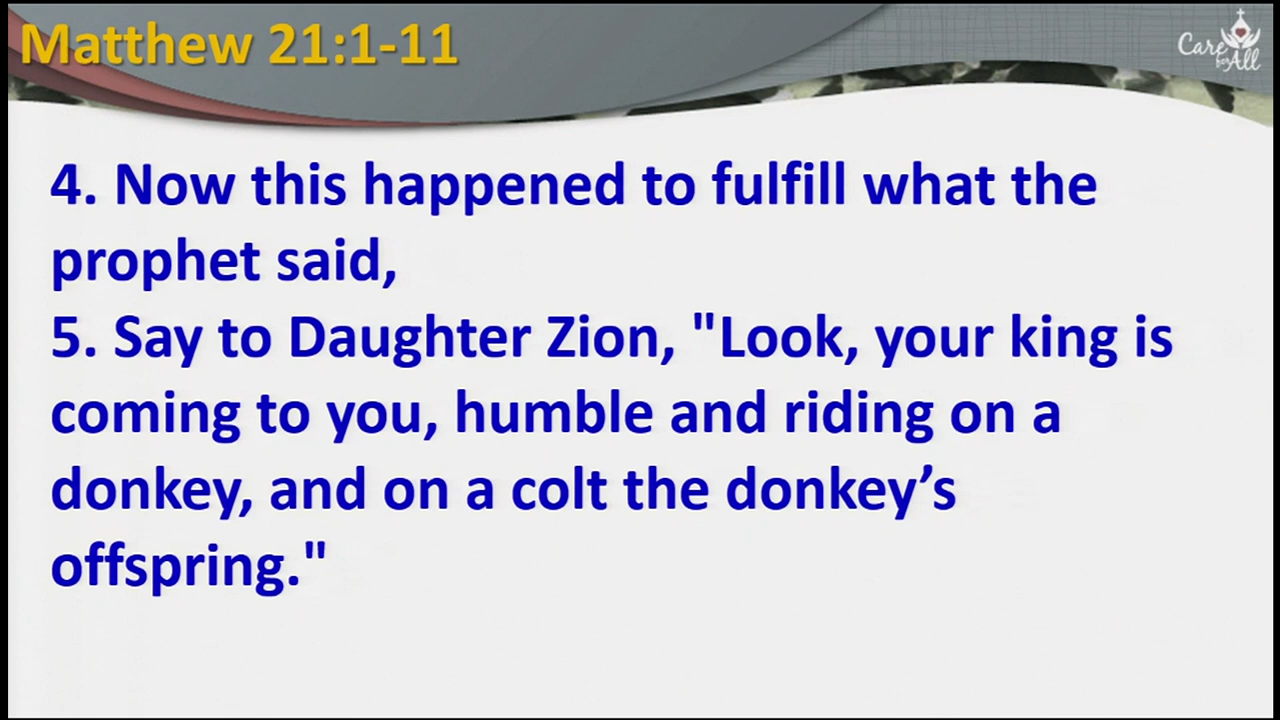 Matthew 21:1-11
Care
for All
4. Now this happened to fulfill what the
prophet said,
5. Say to Daughter Zion, "Look, your king is
coming to you, humble and riding on a
donkey, and on a colt the donkey’s
offspring."